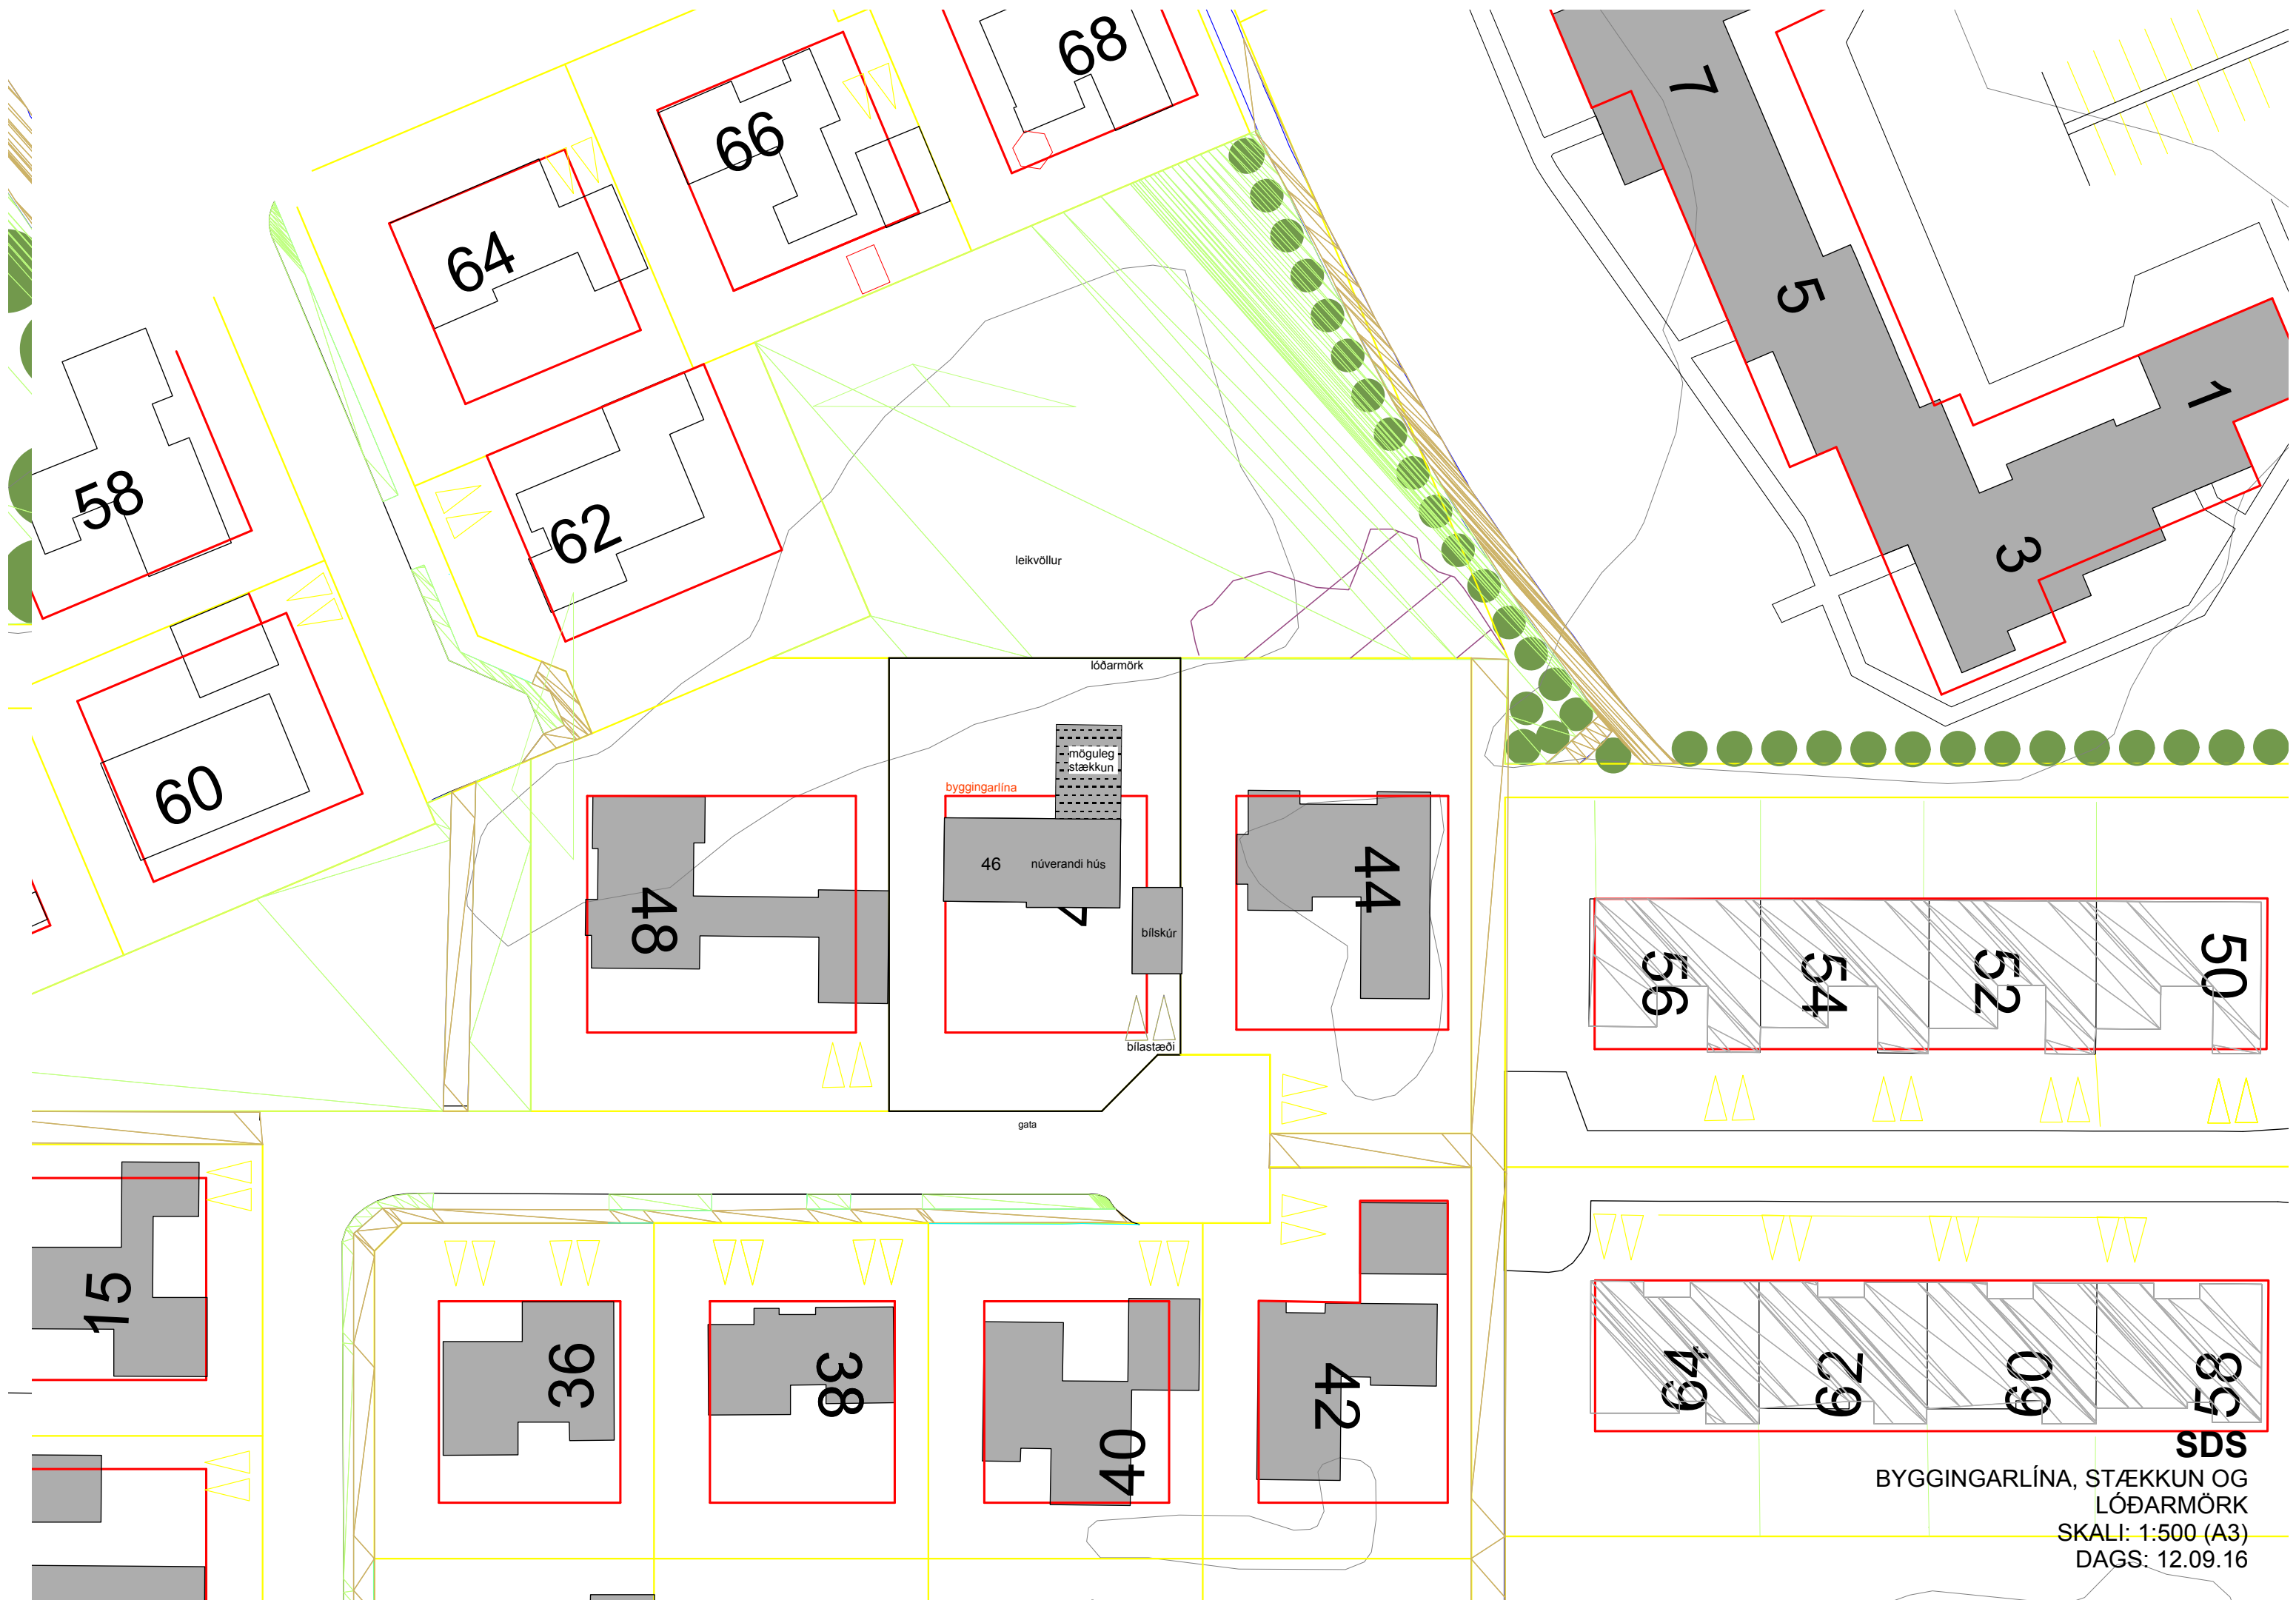 68
66
7
64
5
1
58
62
3
leikvöllur
lóðarmörk
möguleg
stækkun
60
byggingarlína
46 núverandi hús
44
48
bílskúr
56
54
52
50
bílastæði
gata
15
36
38
40
42
64
62
60
58
SDS
BYGGINGARLÍNA, STÆKKUN OG
LÓÐARMÖRK
SKALI: 1:500 (A3)
DAGS: 12.09.16